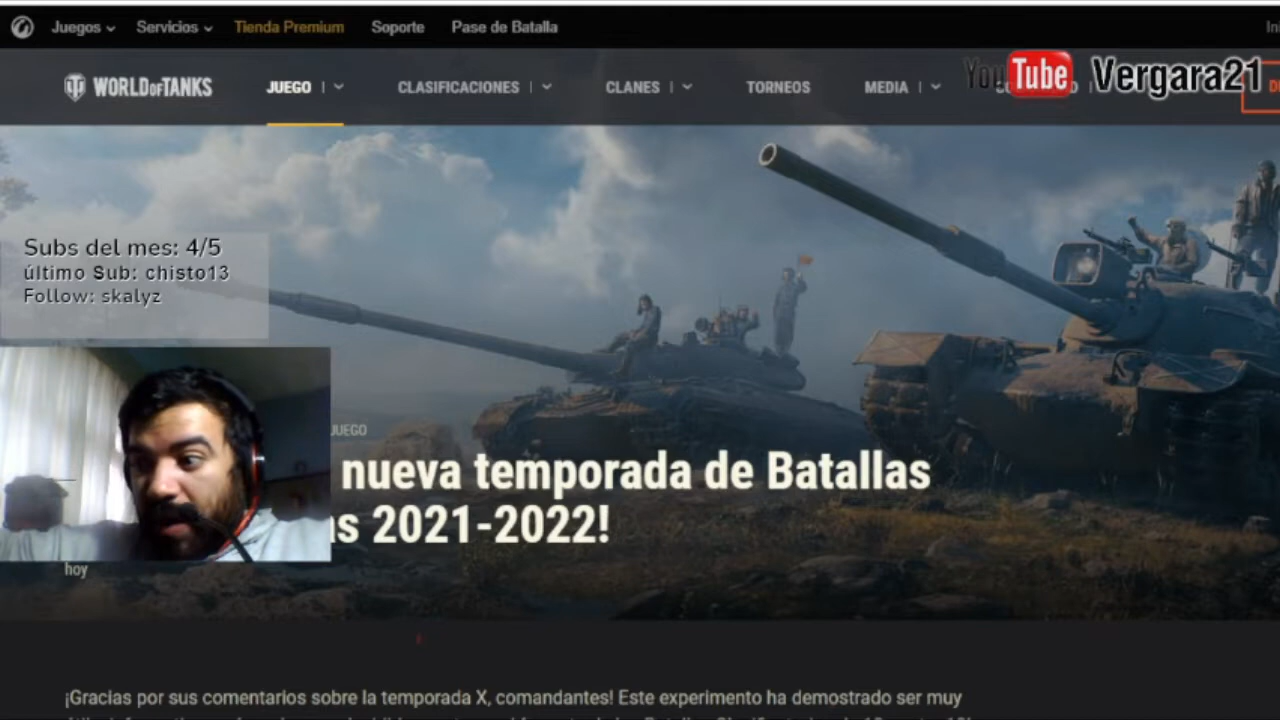 Juegos
Servicios
Tienda Premium
Soporte
Pase de Batalla
WORLD OF TANKS
JUEGO
CLASIFICACIONES
CLANES
TORNEOS
MEDIA
YouTube Vergara21
Subs del mes: 4/5
último Sub: chisto13
Follow: skalyz
JUEGO
nueva temporada de Batallas
2021-2022!
hoy
¡Gracias por sus comentarios sobre la temporada X, comandantes! Este experimento ha demostrado ser muy